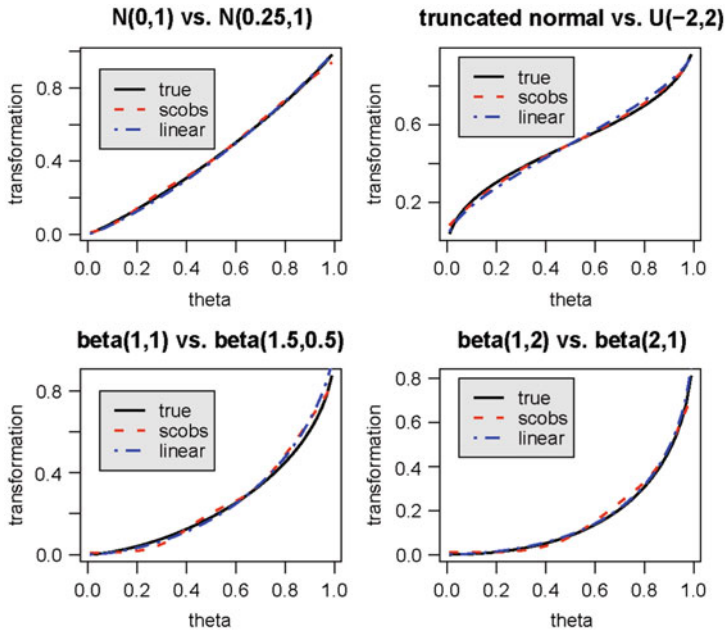 N(0,1) vs. N(0.25,1)
transformation
0.8
0.4
0.0
true
scobs
linear
0.0 0.2 0.4 0.6 0.8 1.0
theta
truncated normal vs. U(−2,2)
transformation
0.6
0.2
true
scobs
linear
0.0 0.2 0.4 0.6 0.8 1.0
theta
beta(1,1) vs. beta(1.5,0.5)
transformation
0.8
0.4
0.0
true
scobs
linear
0.0 0.2 0.4 0.6 0.8 1.0
theta
beta(1,2) vs. beta(2,1)
transformation
0.8
0.6
0.4
0.2
0.0
true
scobs
linear
0.0 0.2 0.4 0.6 0.8 1.0
theta